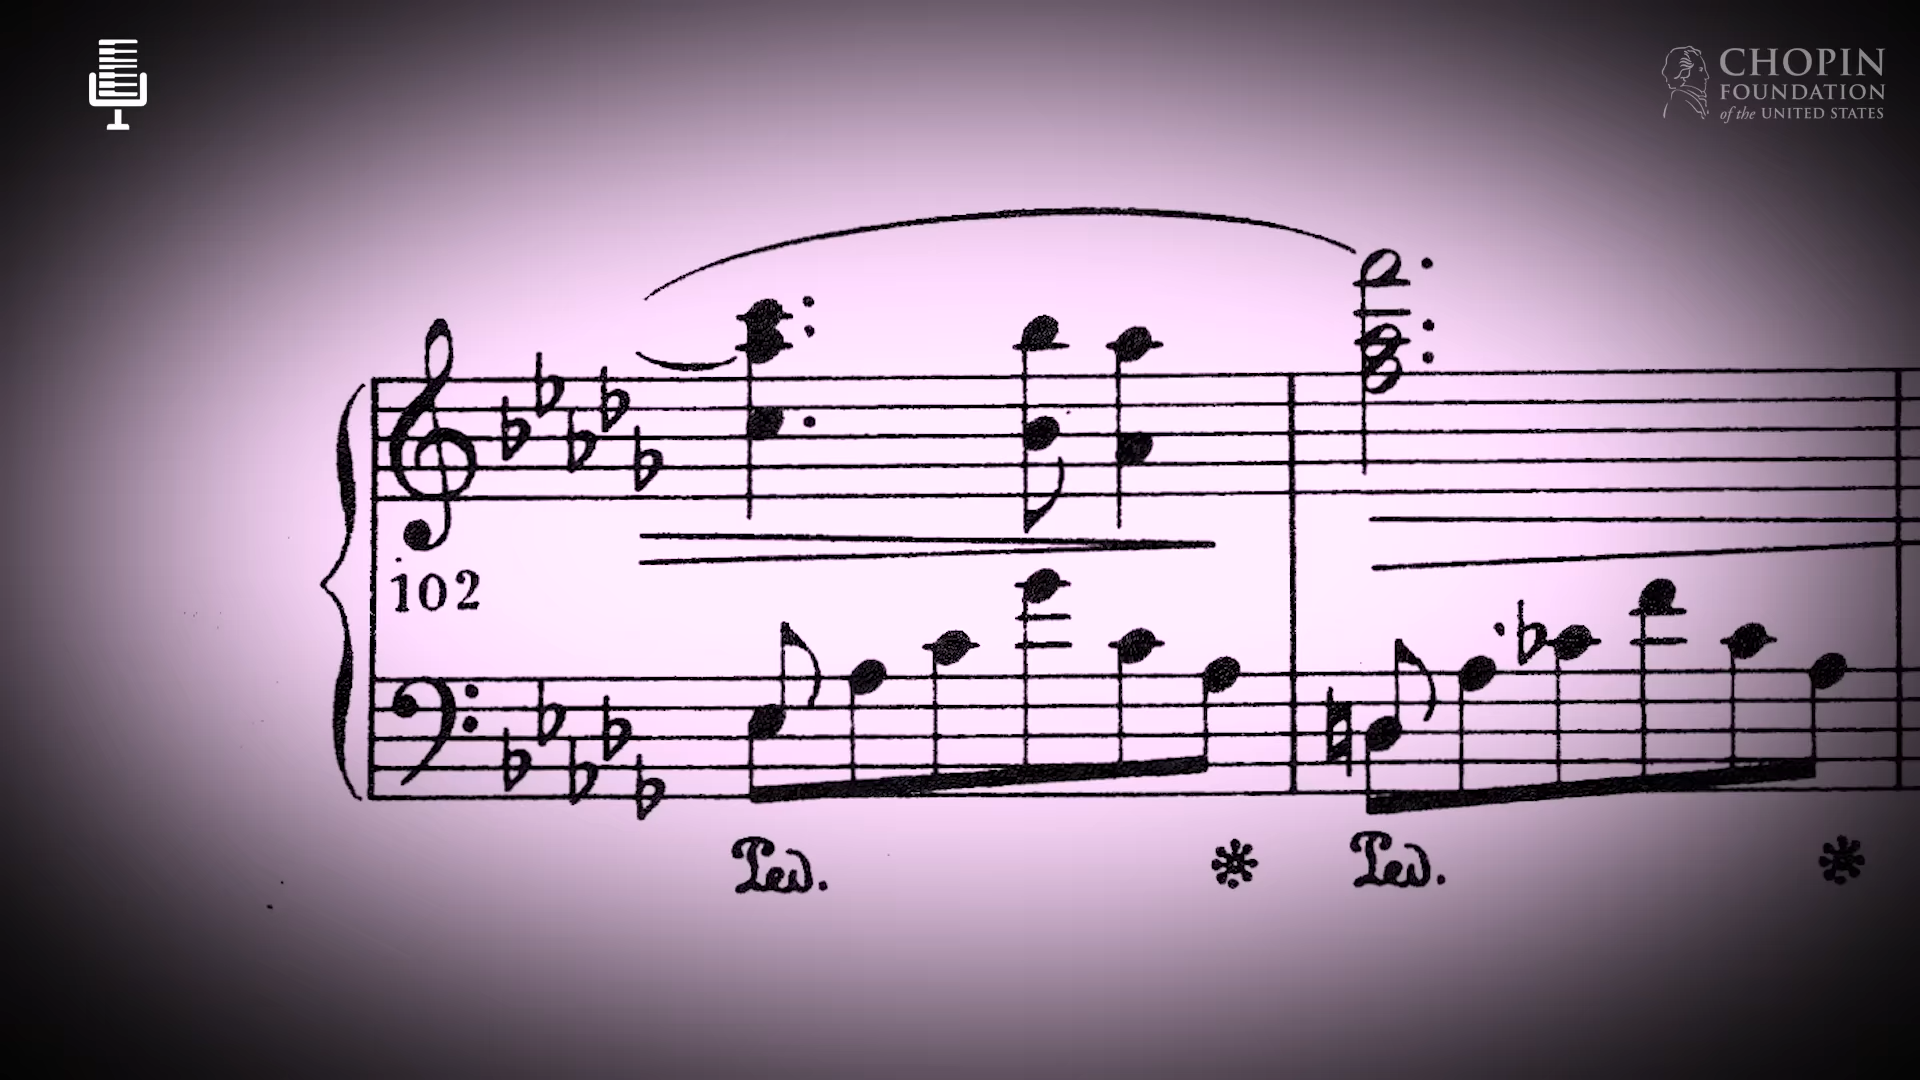 CHOPIN
FOUNDATION
of the UNITED STATES
102
Ped. Ped.